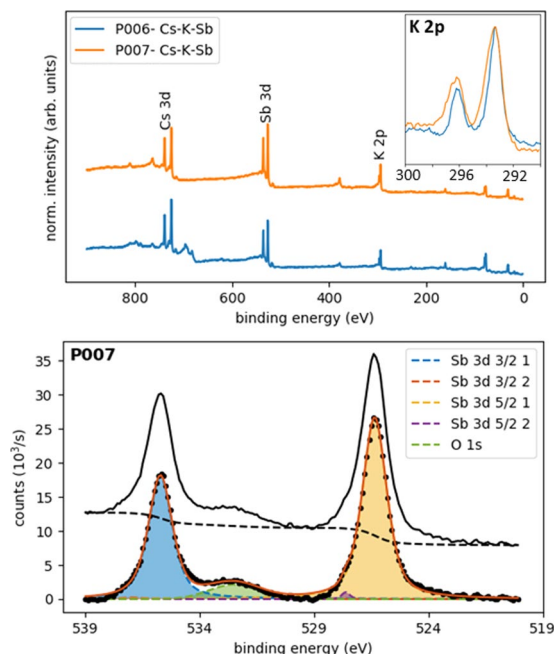 P006- Cs-K-Sb
P007- Cs-K-Sb
K 2p
300 296 292
Cs 3d
Sb 3d
K 2p
norm. intensity (arb. units)
800 600 400 200 0
binding energy (eV)
P007
Sb 3d 3/2 1
Sb 3d 3/2 2
Sb 3d 5/2 1
Sb 3d 5/2 2
O 1s
35
30
25
20
15
10
5
0
counts (10³/s)
539 534 529 524 519
binding energy (eV)